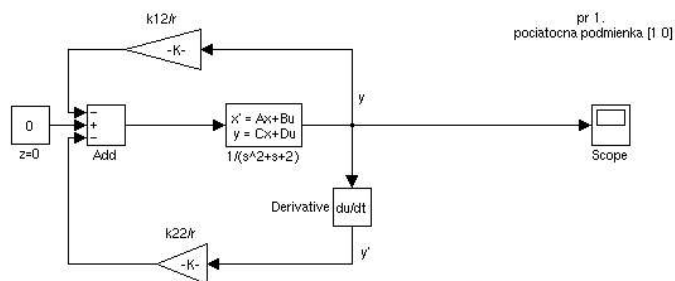 k12/r
pr 1.
pociatocna podmienka [1 0]
-K-
y
0
x' = Ax+Bu
y = Cx+Du
z=0
Add
1/(s^2+s+2)
Scope
Derivative
du/dt
k22/r
-K-
y'